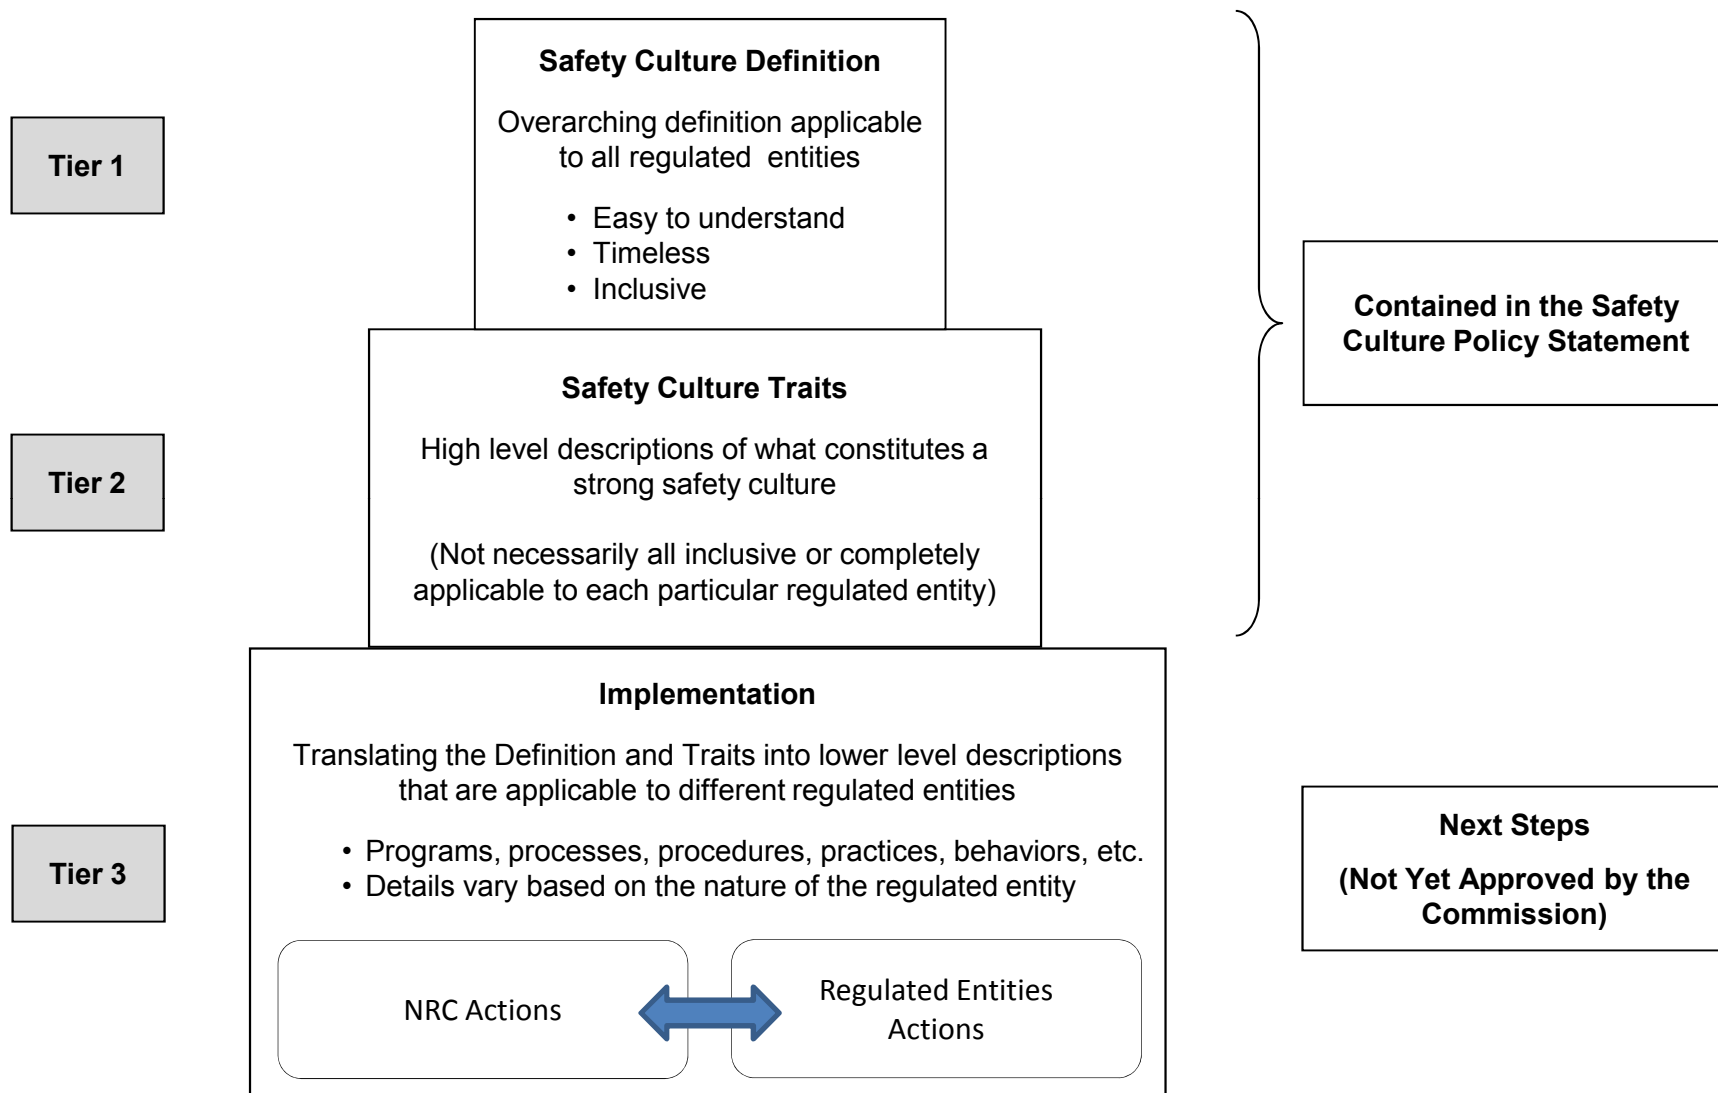 Safety Culture Definition
Overarching definition applicable
to all regulated entities
• Easy to understand
• Timeless
• Inclusive
Tier 1
Contained in the Safety
Culture Policy Statement
Safety Culture Traits
High level descriptions of what constitutes a
strong safety culture
(Not necessarily all inclusive or completely
applicable to each particular regulated entity)
Tier 2
Implementation
Translating the Definition and Traits into lower level descriptions
that are applicable to different regulated entities
• Programs, processes, procedures, practices, behaviors, etc.
• Details vary based on the nature of the regulated entity
Tier 3
Next Steps
(Not Yet Approved by the
Commission)
NRC Actions
Regulated Entities
Actions